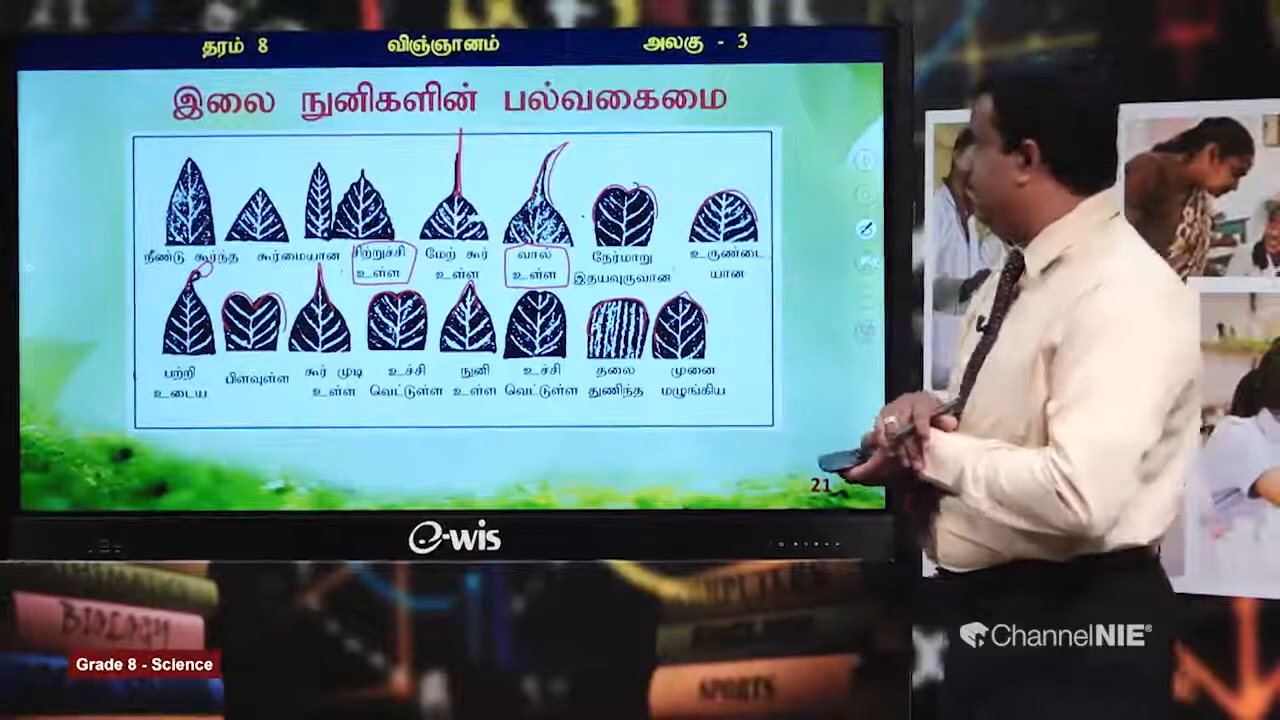 தரம் 8 விஞ்ஞானம் அலகு - 3
இலை நுனிகளின் பல்வகைமை
நீண்டு கூர்ந்த கூர்மையான சிற்றுச்சி உள்ள மேற் கூர் உள்ள வால் உள்ள நேர்மாறு இதயவுருவான உருண்டை யான
பற்றி உடைய பிளவுள்ள கூர் முடி உள்ள உச்சி வெட்டுள்ள நுனி உள்ள உச்சி வெட்டுள்ள தலை துணிந்த முனை மழுங்கிய
21
e-wis
BIOLOGY
SPORTS
Grade 8 - Science
ChannelNIE®